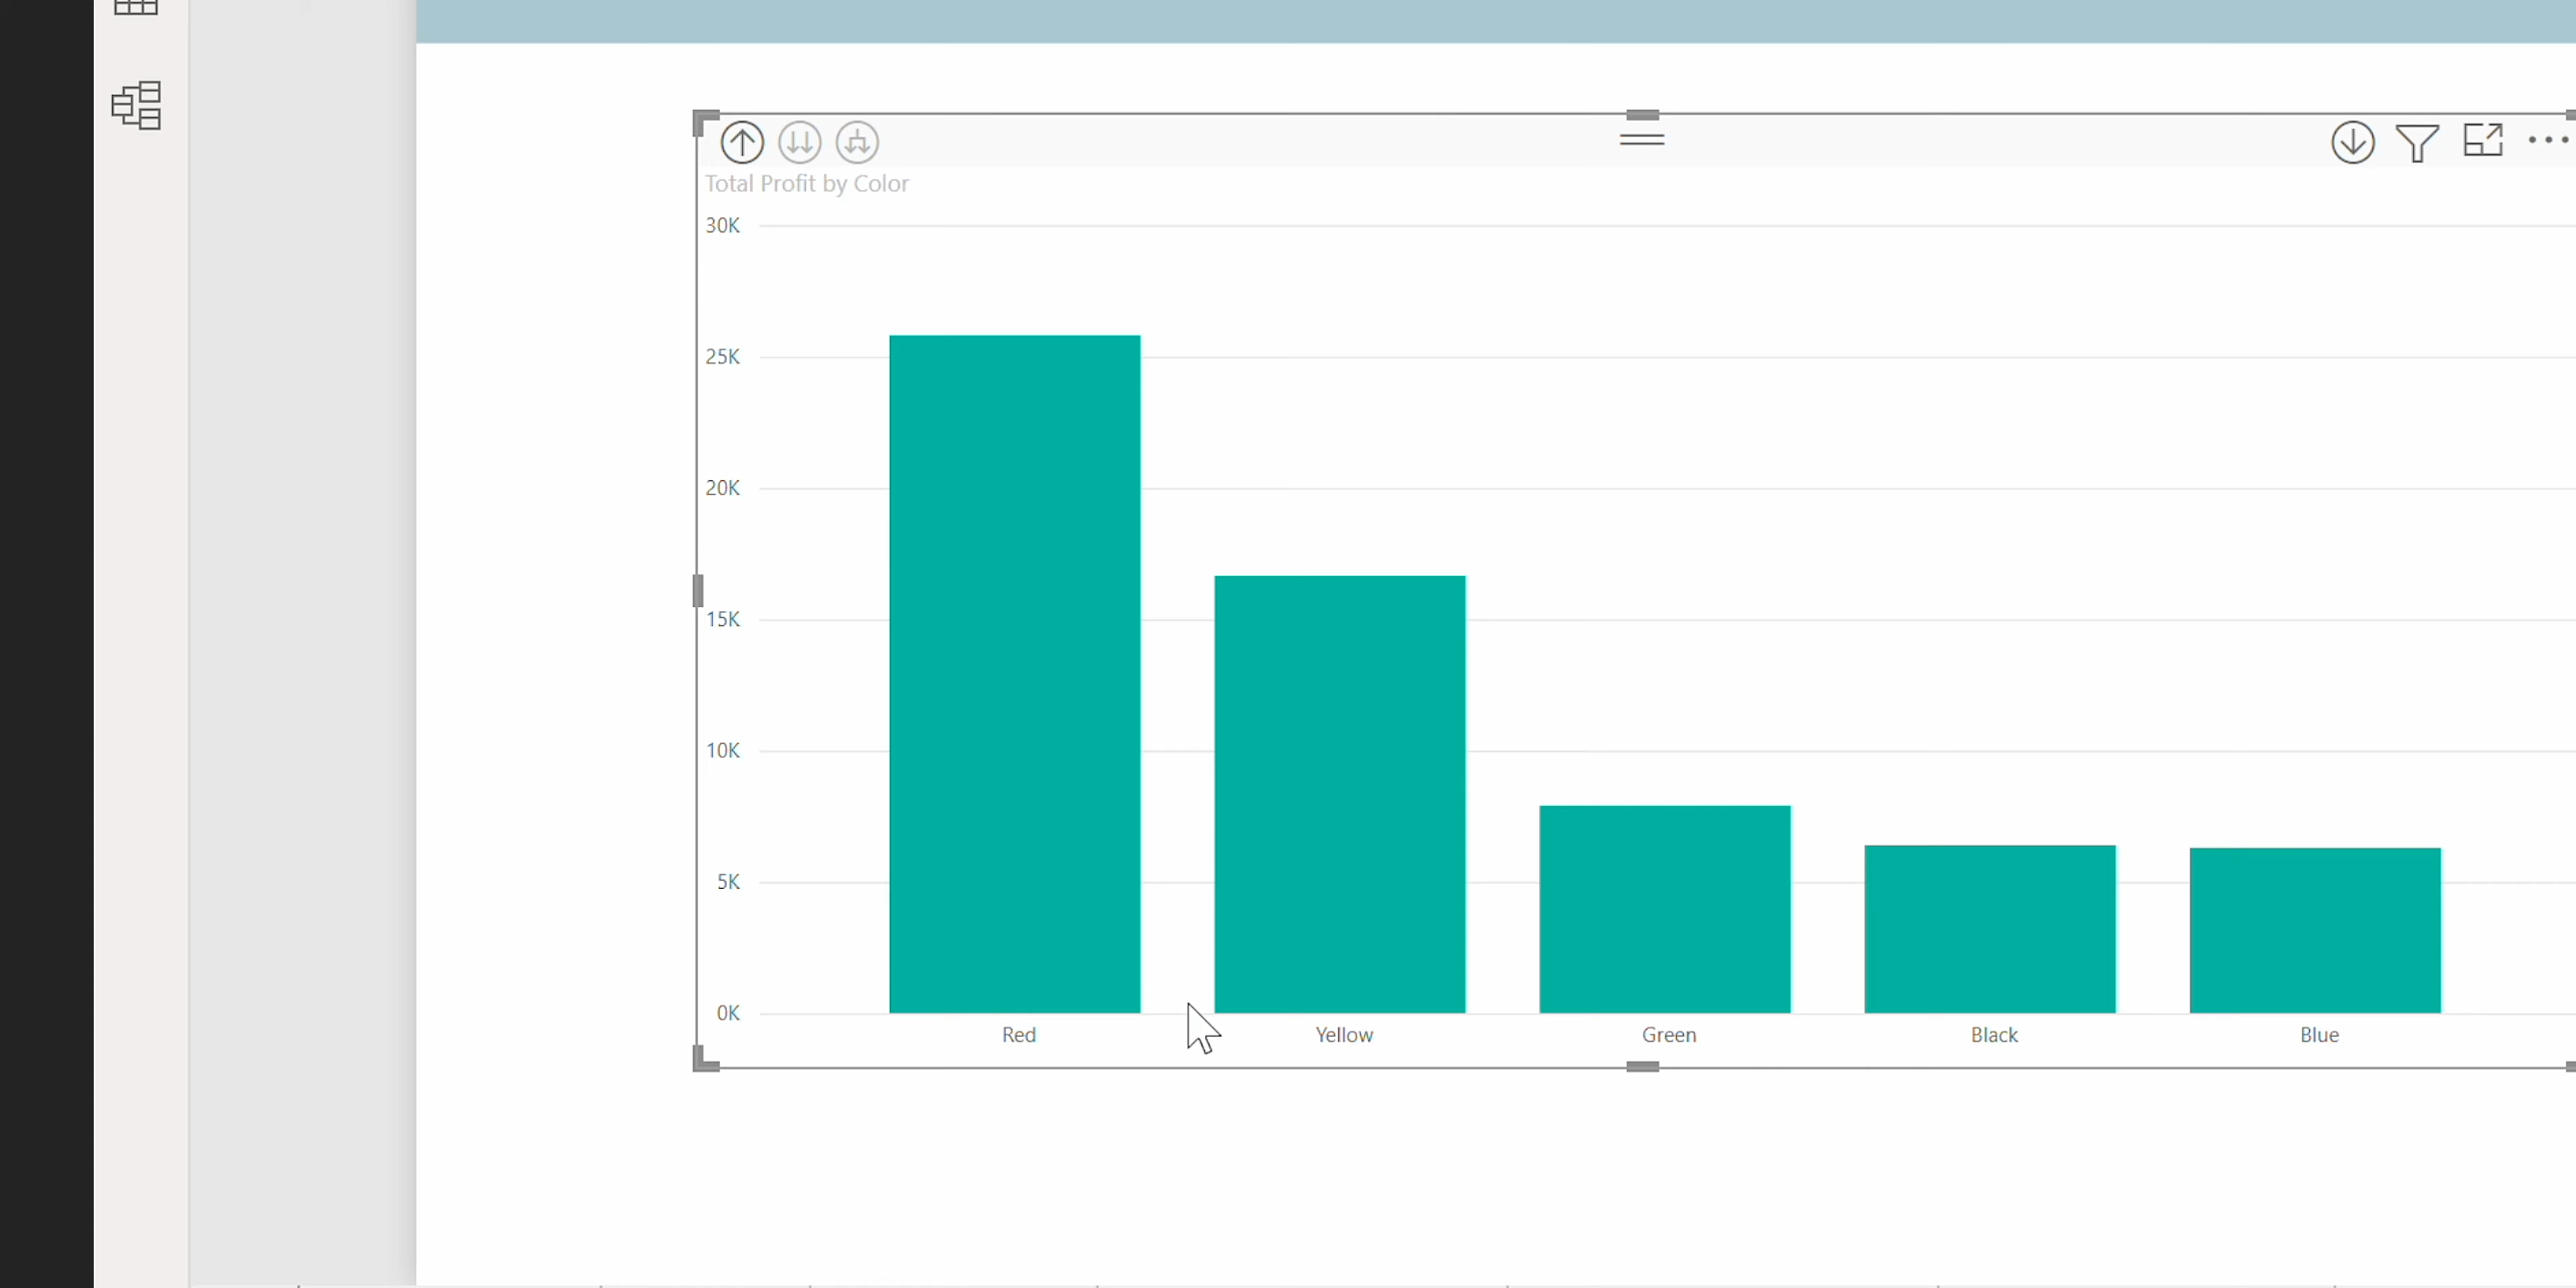 Total Profit by Color
30K
25K
20K
15K
10K
5K
0K
Red Yellow Green Black Blue